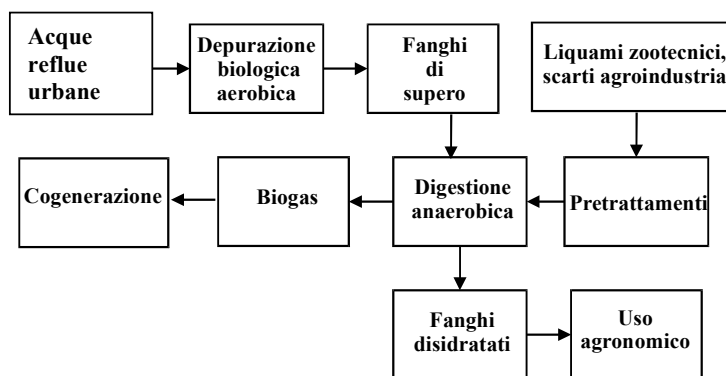 Acque
reflue
urbane
Depurazione
biologica
aerobica
Fanghi
di
supero
Liquami zootecnici,
scarti agroindustria
Cogenerazione
Biogas
Digestione
anaerobica
Pretrattamenti
Fanghi
disidratati
Uso
agronomico